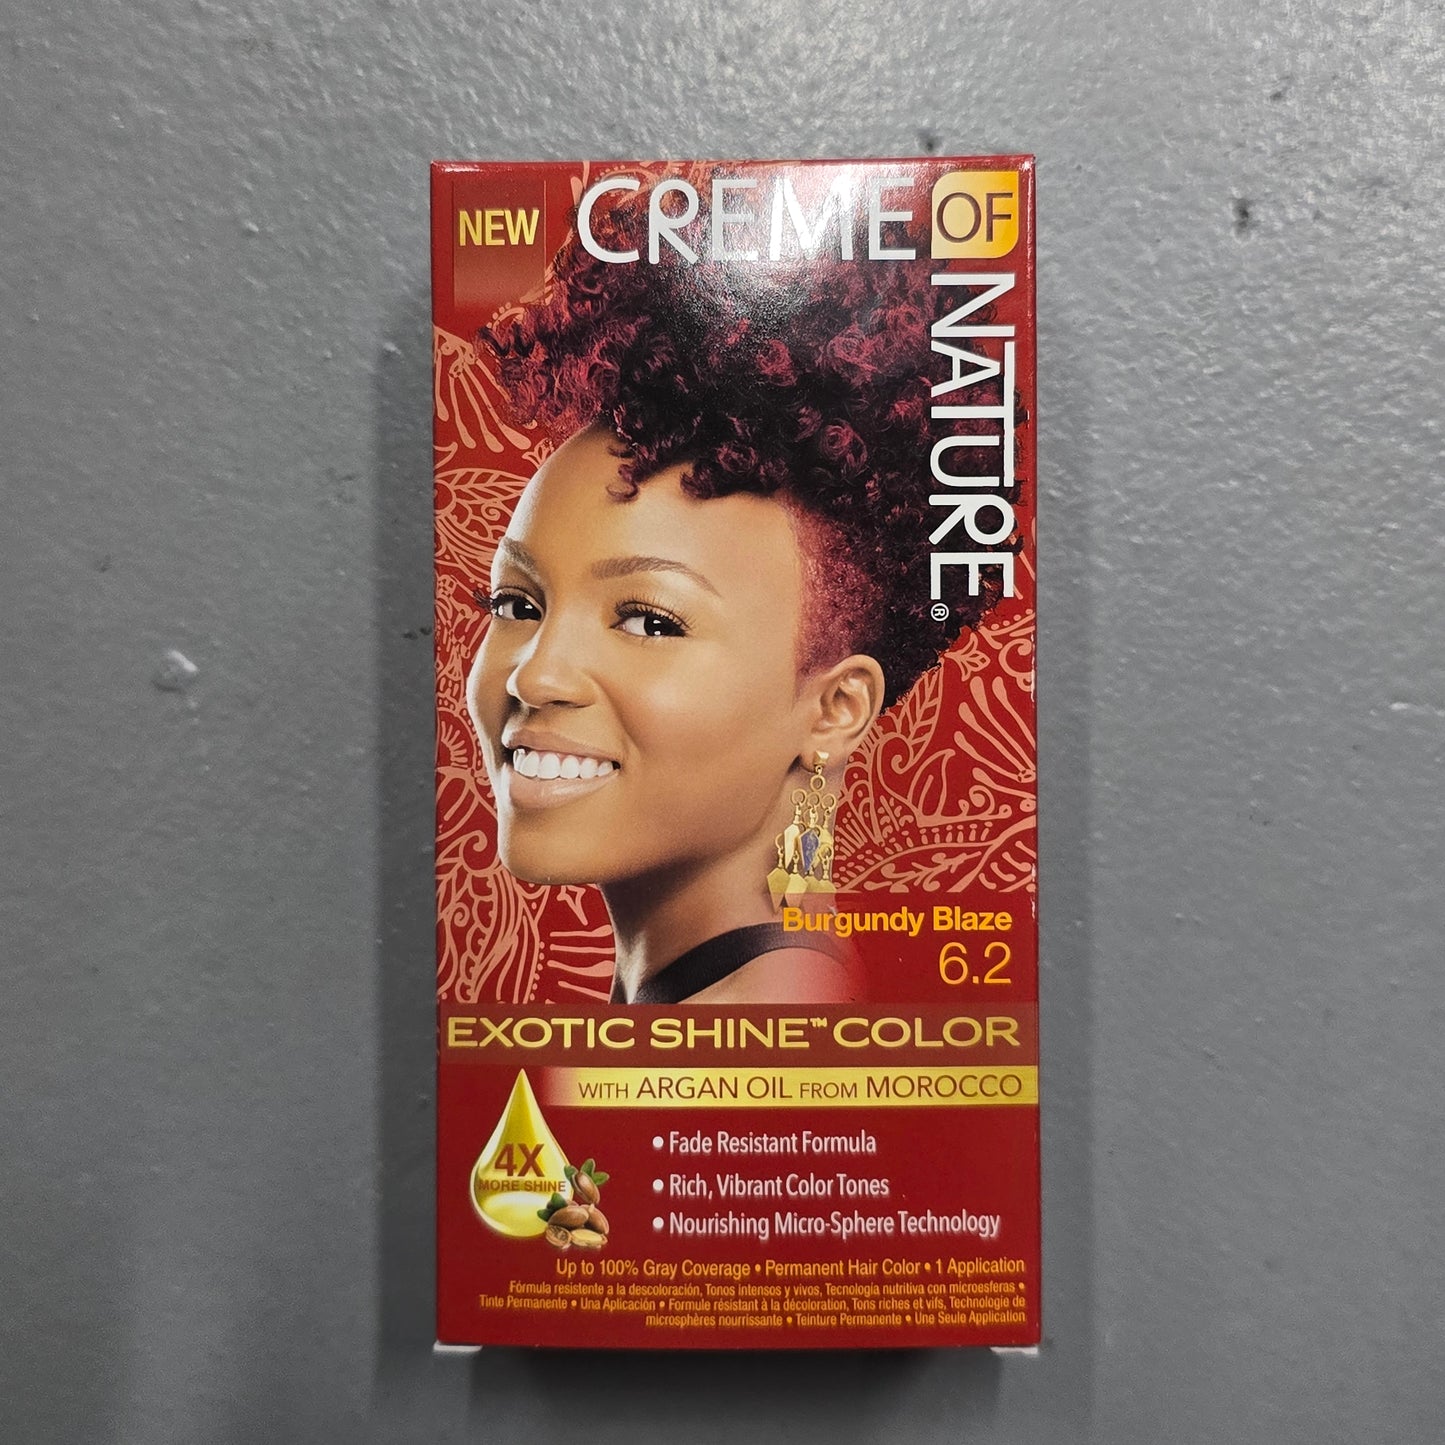 NEW
CREME OF
NATURE®
Burgundy Blaze
6.2
EXOTIC SHINE™ COLOR
WITH ARGAN OIL FROM MOROCCO
4X
MORE SHINE
• Fade Resistant Formula
• Rich, Vibrant Color Tones
• Nourishing Micro-Sphere Technology
Up to 100% Gray Coverage • Permanent Hair Color • 1 Application
Fórmula resistente a la descoloración, Tonos intensos y vivos, Tecnología nutritiva con microesferas •
Tinte Permanente • Una Aplicación • Formule résistant à la décoloration, Tons riches et vifs, Technologie de
microsphères nourrissante • Teinture Permanente • Une Seule Application